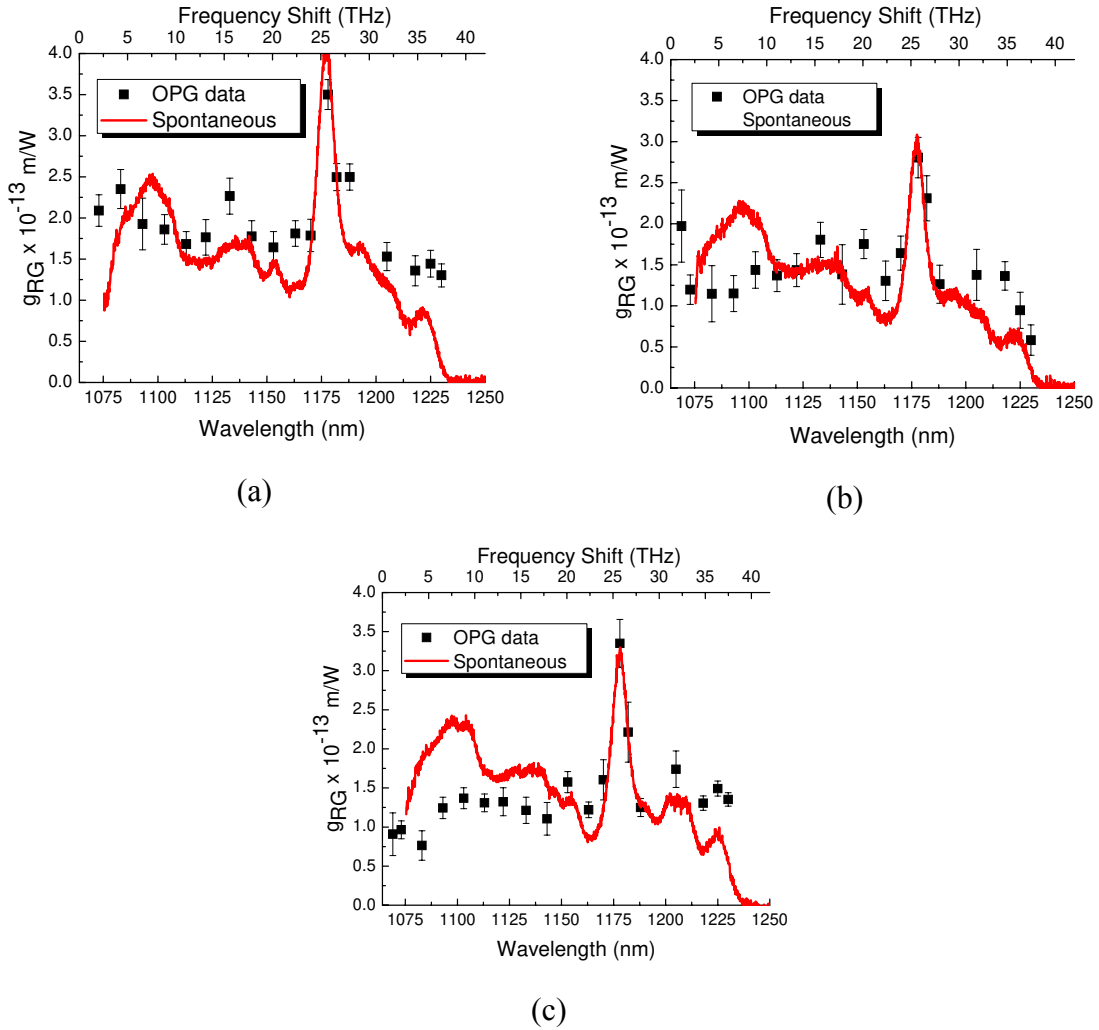 Frequency Shift (THz)
0 5 10 15 20 25 30 35 40
4.0
3.5
3.0
2.5
2.0
1.5
1.0
0.5
0.0
OPG data
Spontaneous
gRG x 10-13 m/W
1075 1100 1125 1150 1175 1200 1225 1250
Wavelength (nm)
(a)
Frequency Shift (THz)
0 5 10 15 20 25 30 35 40
4.0
3.5
3.0
2.5
2.0
1.5
1.0
0.5
0.0
OPG data
Spontaneous
gRG x 10-13 m/W
1075 1100 1125 1150 1175 1200 1225 1250
Wavelength (nm)
(b)
Frequency Shift (THz)
0 5 10 15 20 25 30 35 40
4.0
3.5
3.0
2.5
2.0
1.5
1.0
0.5
0.0
OPG data
Spontaneous
gRG x 10-13 m/W
1075 1100 1125 1150 1175 1200 1225 1250
Wavelength (nm)
(c)